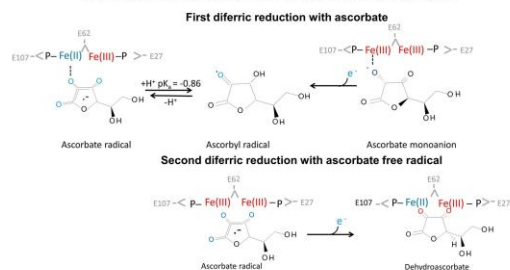 First diferric reduction with ascorbate
E62
E107 P Fe(II) Fe(III) P E27
E62
E107 P Fe(III) Fe(III) P E27
O
O
O
O
OH
OH
+H⁺ pKₐ = -0.86
-H⁺
O
OH
O
O
OH
OH
e⁻
O
O
O
O
OH
OH
Ascorbate radical
Ascorbyl radical
Ascorbate monoanion
Second diferric reduction with ascorbate free radical
E62
E107 P Fe(III) Fe(III) P E27
E62
E107 P Fe(II) Fe(III) P E27
O
O
O
O
OH
OH
e⁻
O
O
O
O
H
OH
OH
Ascorbate radical
Dehydroascorbate